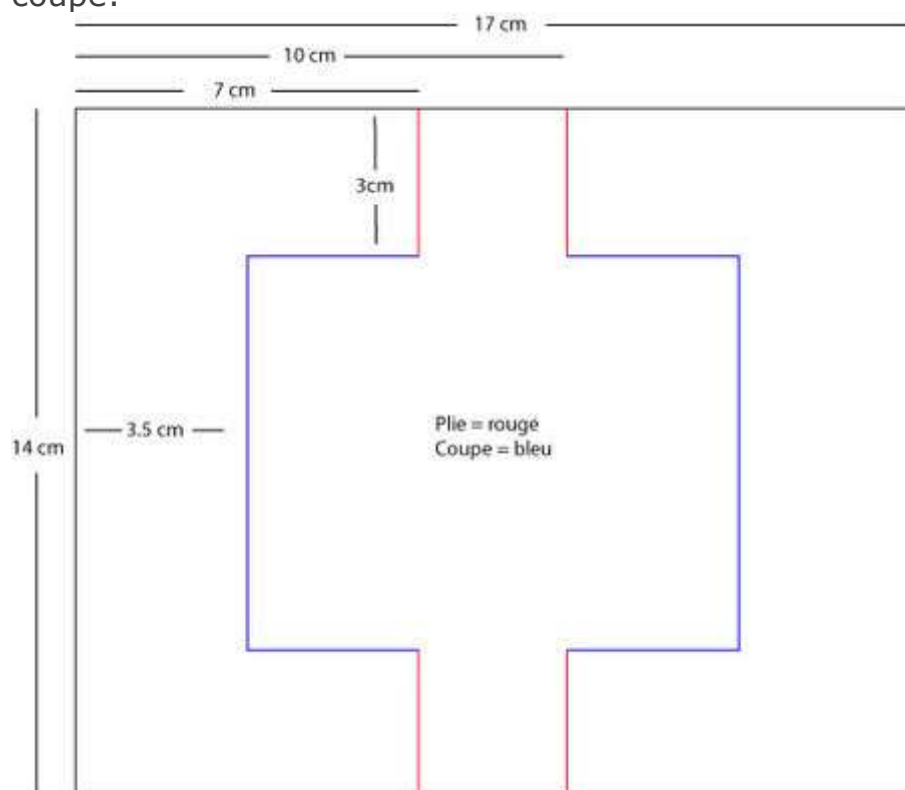 coupe.
17 cm
10 cm
7 cm
3cm
3.5 cm
14 cm
Plie = rouge
Coupe = bleu